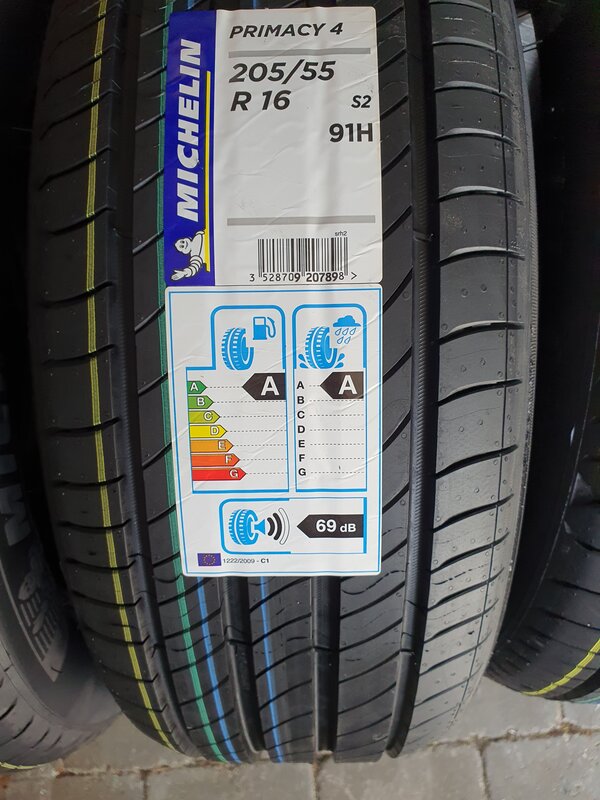 MICHELIN
PRIMACY 4
205/55
R 16 S2
91H
srh2
3 528709 207898 >
A A
A
B
C
D
E
F
G
A
B
C
D
E
F
G
69 dB
1222/2009 - C1